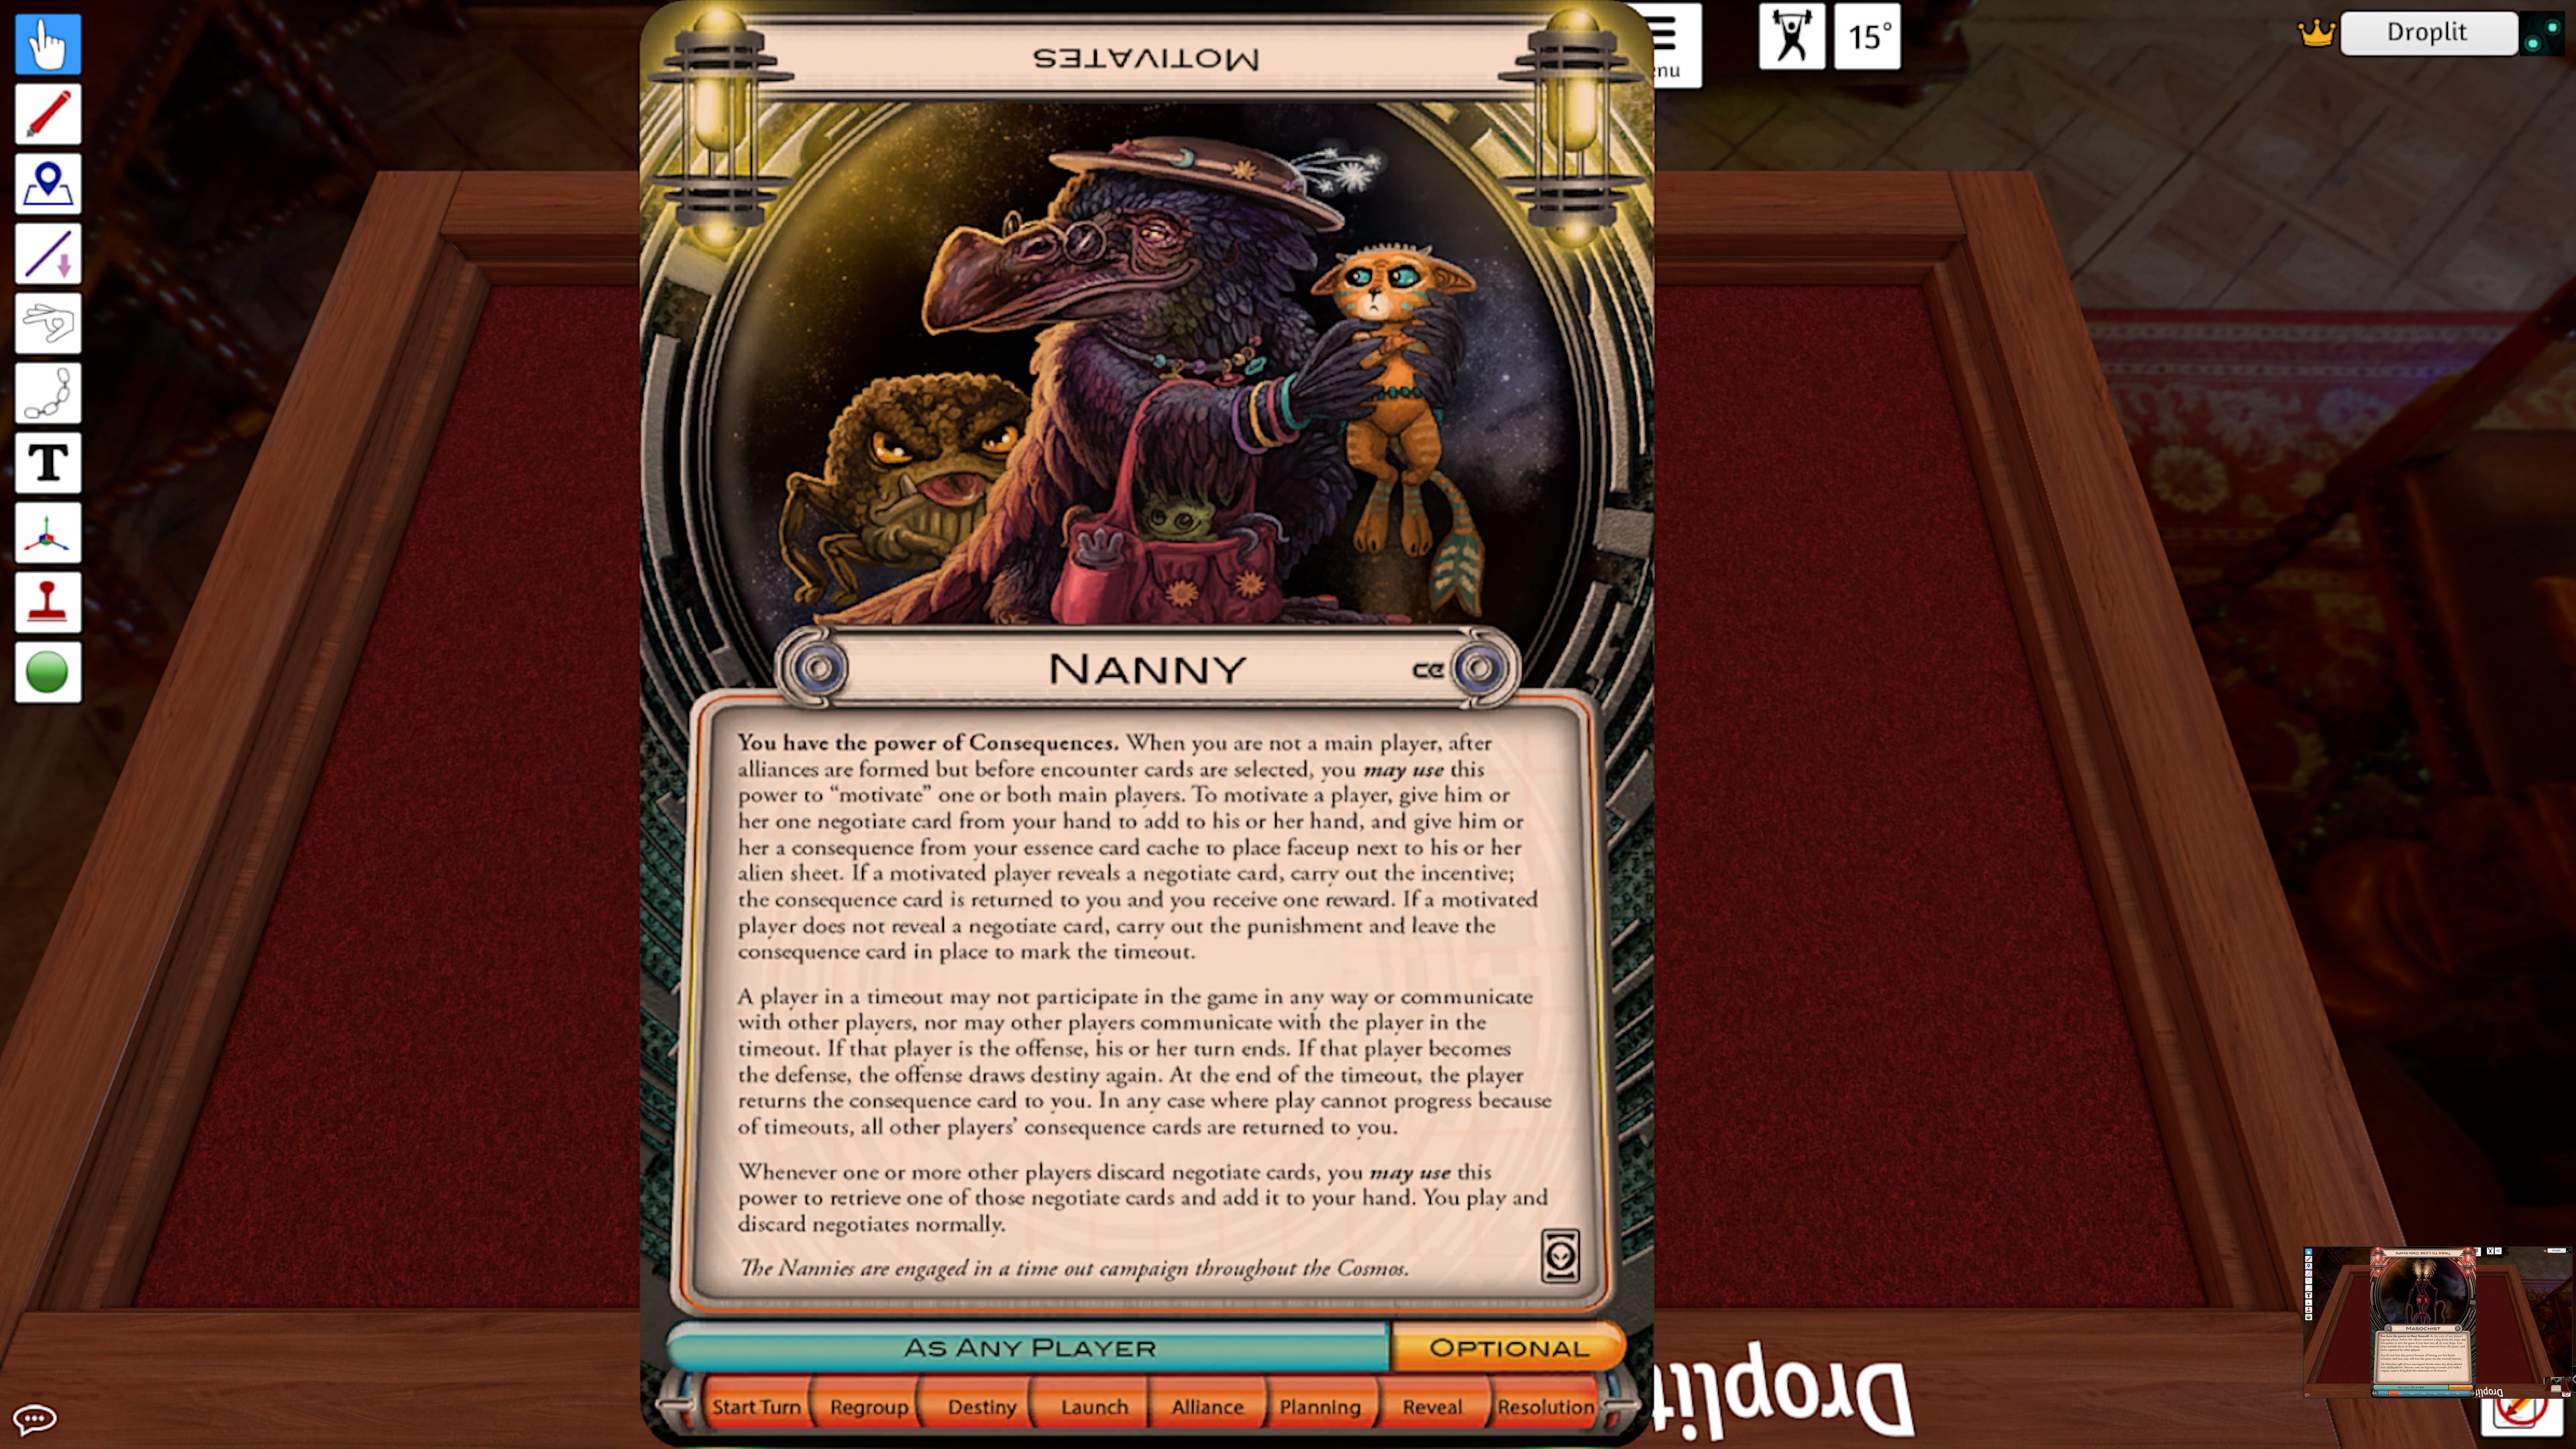 MOTIVATES
nu
15°
Droplit
T
NANNY
ce
You have the power of Consequences. When you are not a main player, after
alliances are formed but before encounter cards are selected, you may use this
power to “motivate” one or both main players. To motivate a player, give him or
her one negotiate card from your hand to add to his or her hand, and give him or
her a consequence from your essence card cache to place faceup next to his or her
alien sheet. If a motivated player reveals a negotiate card, carry out the incentive;
the consequence card is returned to you and you receive one reward. If a motivated
player does not reveal a negotiate card, carry out the punishment and leave the
consequence card in place to mark the timeout.
A player in a timeout may not participate in the game in any way or communicate
with other players, nor may other players communicate with the player in the
timeout. If that player is the offense, his or her turn ends. If that player becomes
the defense, the offense draws destiny again. At the end of the timeout, the player
returns the consequence card to you. In any case where play cannot progress because
of timeouts, all other players’ consequence cards are returned to you.
Whenever one or more other players discard negotiate cards, you may use this
power to retrieve one of those negotiate cards and add it to your hand. You play and
discard negotiates normally.
The Nannies are engaged in a time out campaign throughout the Cosmos.
AS ANY PLAYER OPTIONAL
Start Turn Regroup Destiny Launch Alliance Planning Reveal Resolution
Droplit
MASOCHIST